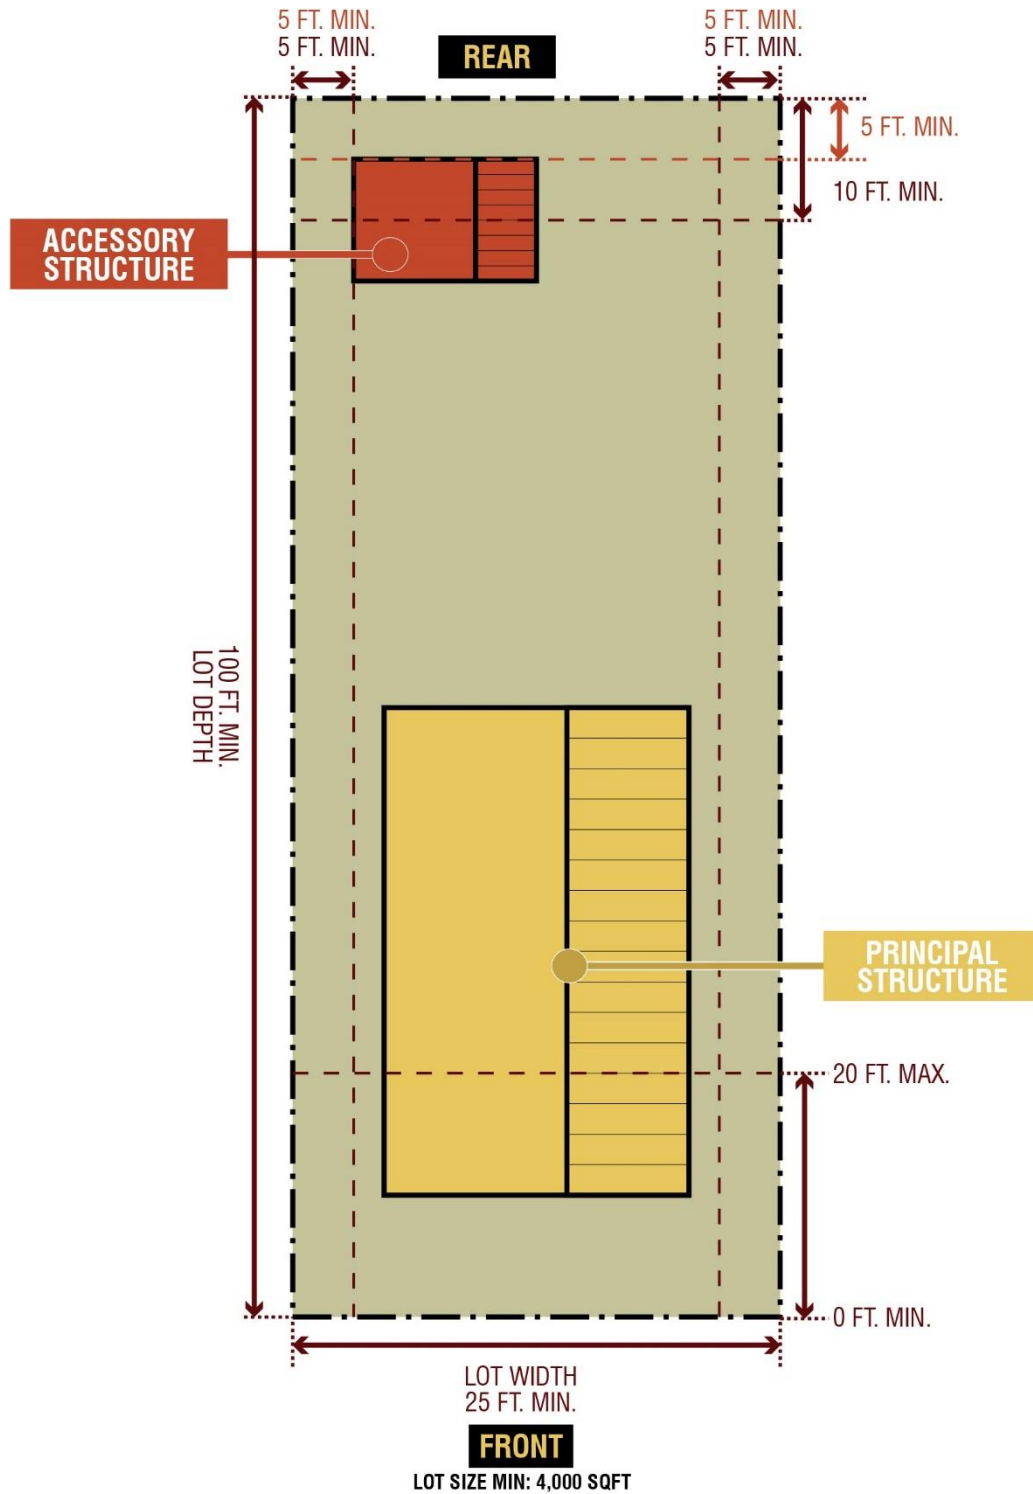 5 FT. MIN.
5 FT. MIN.
REAR
5 FT. MIN.
5 FT. MIN.
5 FT. MIN.
10 FT. MIN.
ACCESSORY
STRUCTURE
100 FT. MIN.
LOT DEPTH
PRINCIPAL
STRUCTURE
20 FT. MAX.
0 FT. MIN.
LOT WIDTH
25 FT. MIN.
FRONT
LOT SIZE MIN: 4,000 SQFT